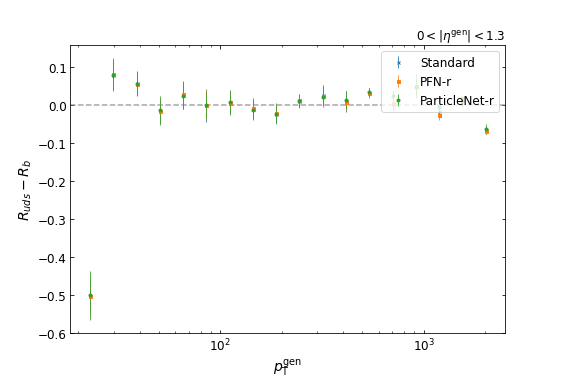 0 < |η^gen| < 1.3
Standard
PFN-r
ParticleNet-r
R_uds − R_b
0.1
0.0
−0.1
−0.2
−0.3
−0.4
−0.5
−0.6
10^2
10^3
p_T^gen